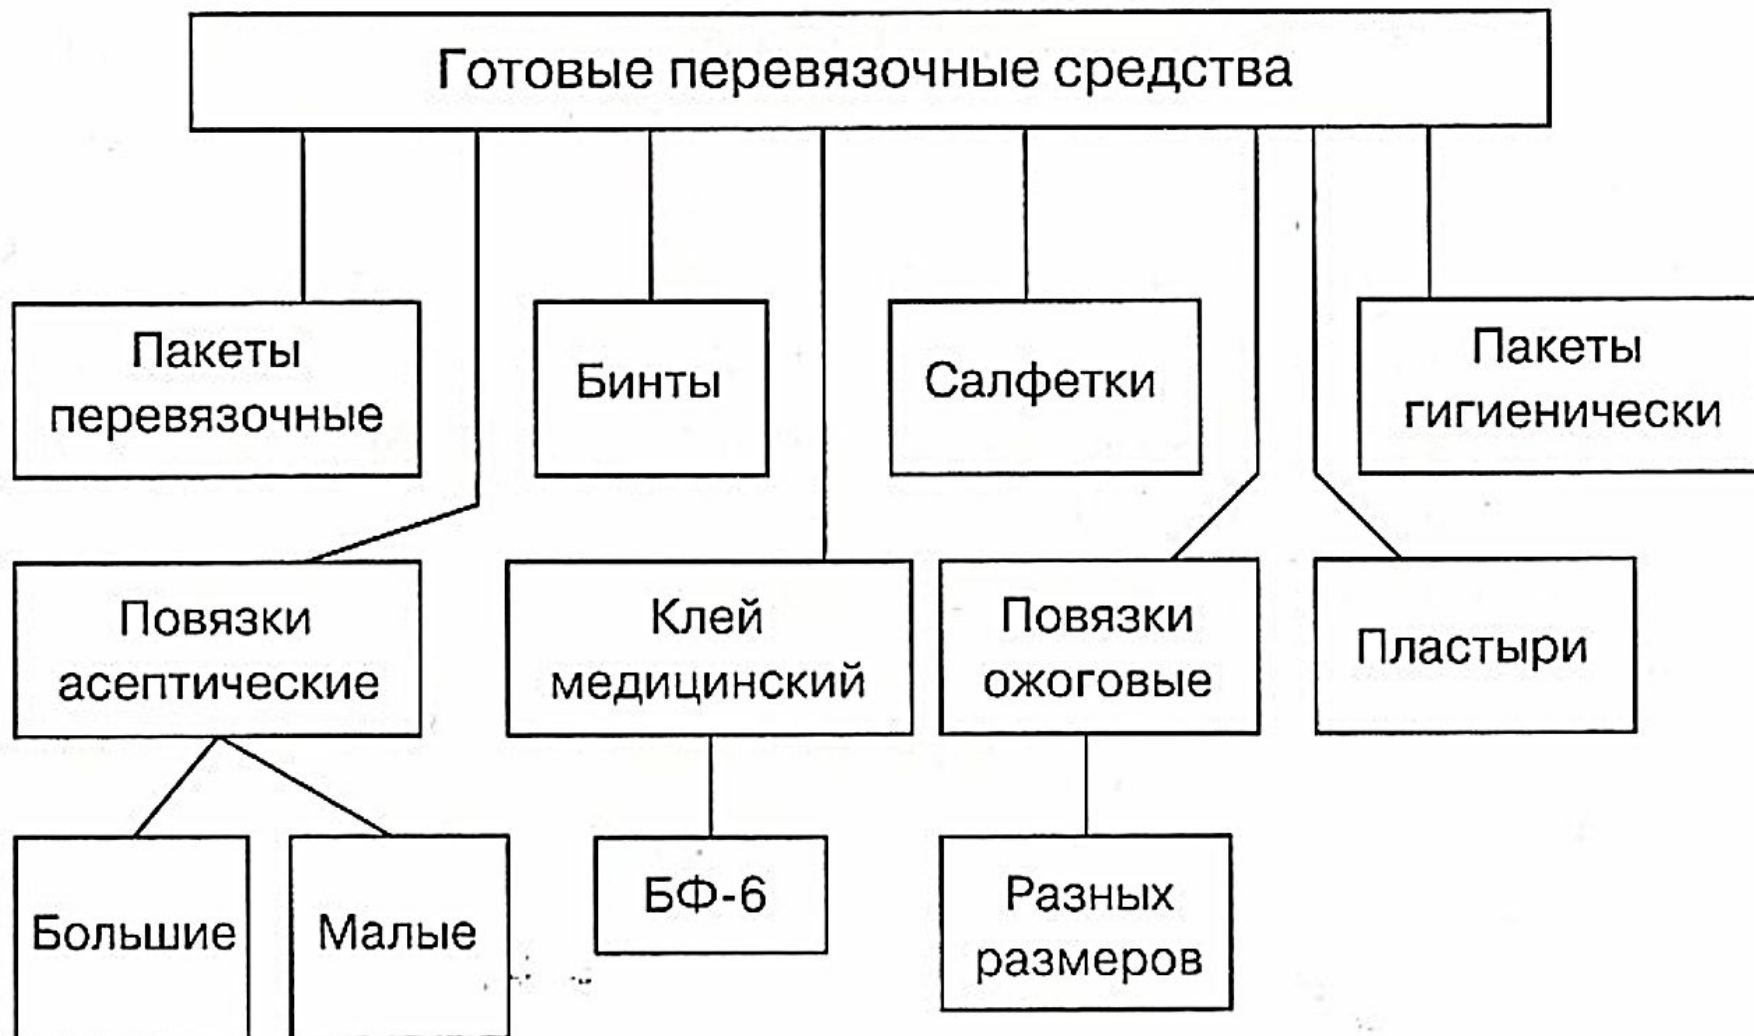 Готовые перевязочные средства
Пакеты
перевязочные
Бинты
Салфетки
Пакеты
гигиенически
Повязки
асептические
Клей
медицинский
Повязки
ожоговые
Пластыри
Большие
Малые
БФ-6
Разных
размеров